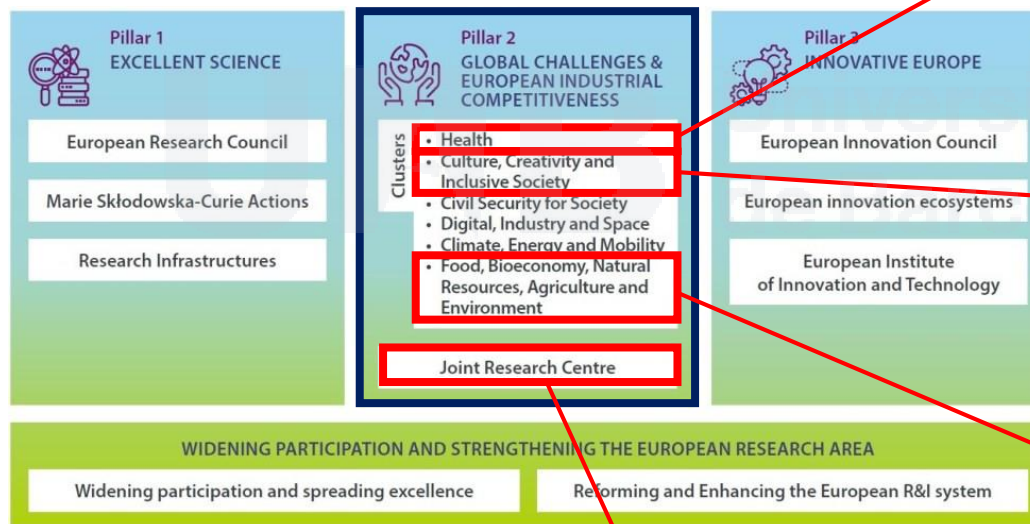 Pillar 1
EXCELLENT SCIENCE
European Research Council
Marie Skłodowska-Curie Actions
Research Infrastructures
Pillar 2
GLOBAL CHALLENGES &
EUROPEAN INDUSTRIAL
COMPETITIVENESS
Clusters
• Health
• Culture, Creativity and
Inclusive Society
• Civil Security for Society
• Digital, Industry and Space
• Climate, Energy and Mobility
• Food, Bioeconomy, Natural
Resources, Agriculture and
Environment
Joint Research Centre
Pillar 3
INNOVATIVE EUROPE
European Innovation Council
European innovation ecosystems
European Institute
of Innovation and Technology
WIDENING PARTICIPATION AND STRENGTHENING THE EUROPEAN RESEARCH AREA
Widening participation and spreading excellence
Reforming and Enhancing the European R&I system